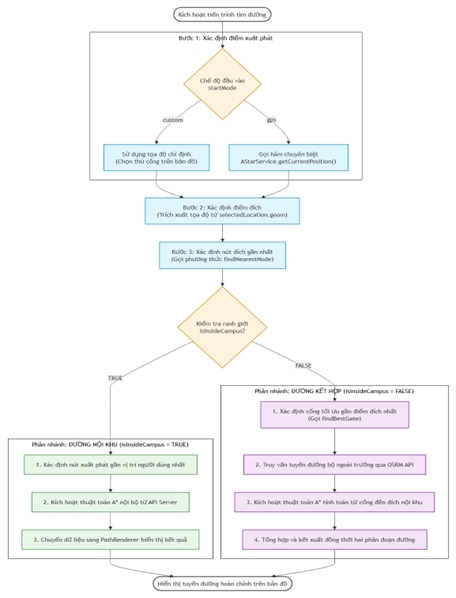 Kích hoạt tiến trình tìm đường
Bước 1: Xác định điểm xuất phát
Chế độ đầu vào
startMode
custom
gps
Sử dụng tọa độ chỉ định
(Chọn thủ công trên bản đồ)
Gọi hàm chuyên biệt
AStarService.getCurrentPosition()
Bước 2: Xác định điểm đích
(Trích xuất tọa độ từ selectedLocation.geom)
Bước 3: Xác định nút đích gần nhất
(Gọi phương thức findNearestNode)
Kiểm tra ranh giới
isInsideCampus?
TRUE
FALSE
Phân nhánh: ĐƯỜNG NỘI KHU (isInsideCampus = TRUE)
1. Xác định nút xuất phát gần vị trí người dùng nhất
2. Kích hoạt thuật toán A* nội bộ từ API Server
3. Chuyển dữ liệu sang PathRenderer hiển thị kết quả
Phân nhánh: ĐƯỜNG KẾT HỢP (isInsideCampus = FALSE)
1. Xác định cổng tối ưu gần điểm đích nhất
(Gọi findBestGate)
2. Truy vấn tuyến đường bộ ngoài trường qua OSRM API
3. Kích hoạt thuật toán A* tính toán từ cổng đến đích nội khu
4. Tổng hợp và kết xuất đồng thời hai phân đoạn đường
Hiển thị tuyến đường hoàn chỉnh trên bản đồ